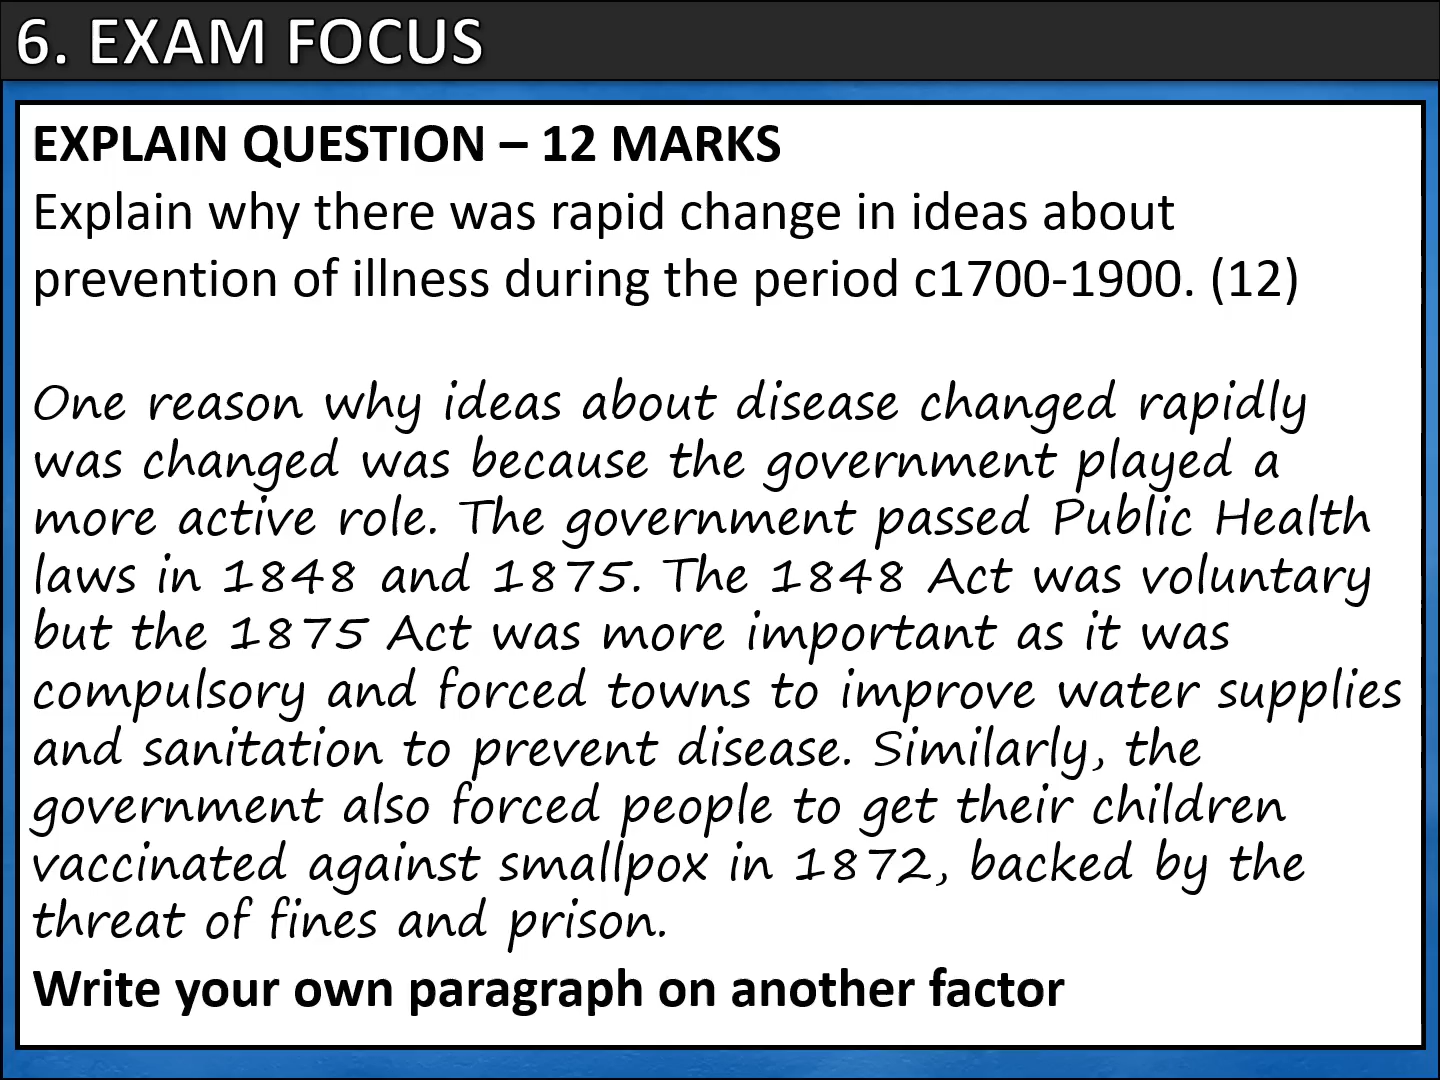 6. EXAM FOCUS
EXPLAIN QUESTION – 12 MARKS
Explain why there was rapid change in ideas about
prevention of illness during the period c1700-1900. (12)
One reason why ideas about disease changed rapidly
was changed was because the government played a
more active role. The government passed Public Health
laws in 1848 and 1875. The 1848 Act was voluntary
but the 1875 Act was more important as it was
compulsory and forced towns to improve water supplies
and sanitation to prevent disease. Similarly, the
government also forced people to get their children
vaccinated against smallpox in 1872, backed by the
threat of fines and prison.
Write your own paragraph on another factor